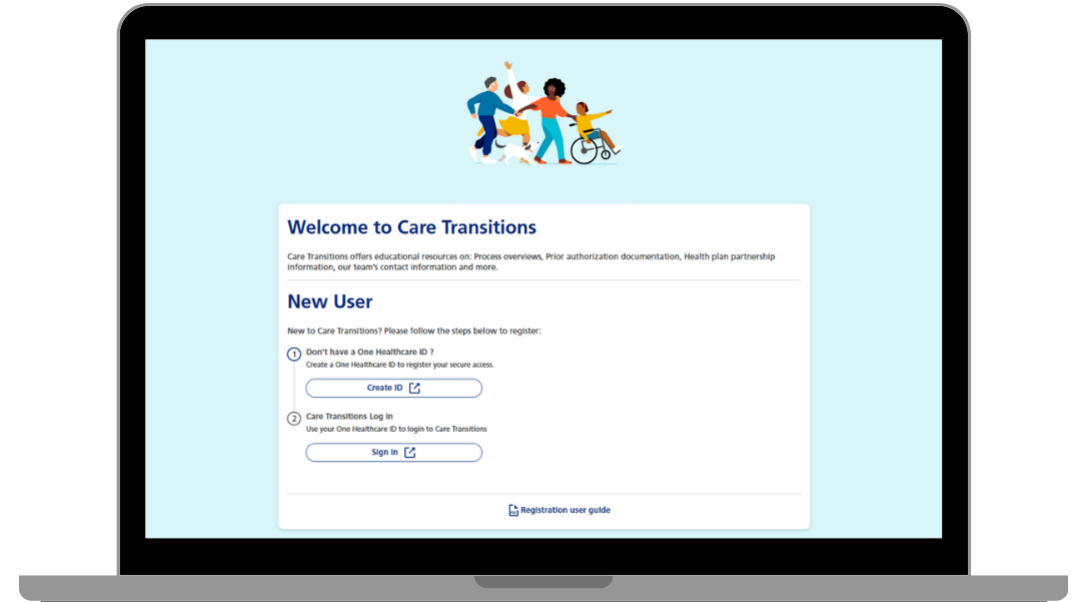 Welcome to Care Transitions
Care Transitions offers educational resources on: Process overviews, Prior authorization documentation, Health plan partnership
information, our team's contact information and more.
New User
New to Care Transitions? Please follow the steps below to register:
1 Don't have a One Healthcare ID ?
Create a One Healthcare ID to register your secure access.
Create ID
2 Care Transitions Log In
Use your One Healthcare ID to login to Care Transitions
Sign In
Registration user guide